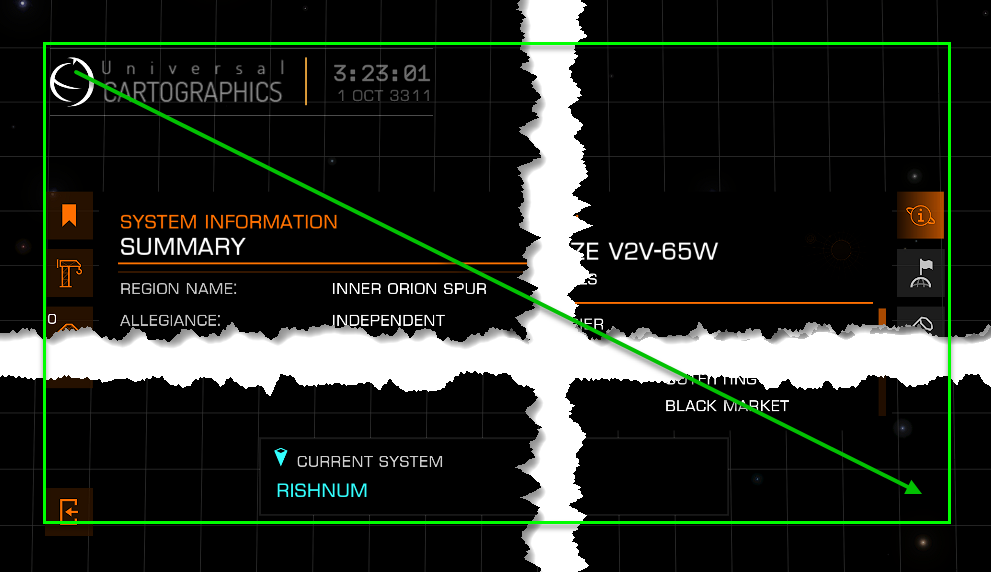 Universal
CARTOGRAPHICS
3:23:01
1 OCT 3311
SYSTEM INFORMATION
SUMMARY
REGION NAME: INNER ORION SPUR
ALLEGIANCE: INDEPENDENT
ZE V2V-65W
BLACK MARKET
CURRENT SYSTEM
RISHNUM